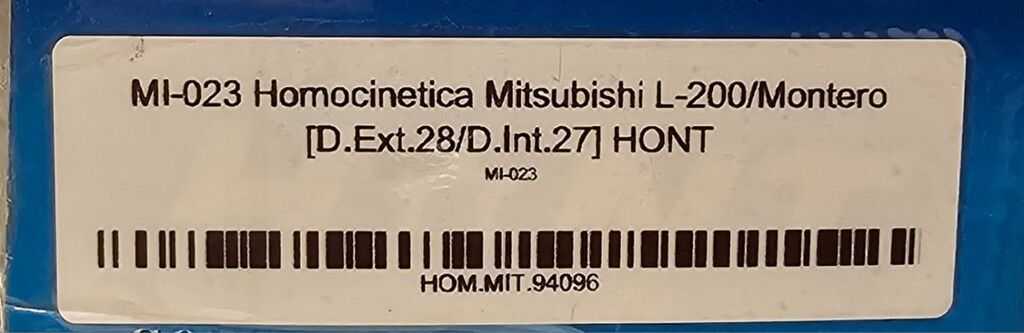 MI-023 Homocinetica Mitsubishi L-200/Montero
[D.Ext.28/D.Int.27] HONT
MI-023
HOM.MIT.94096